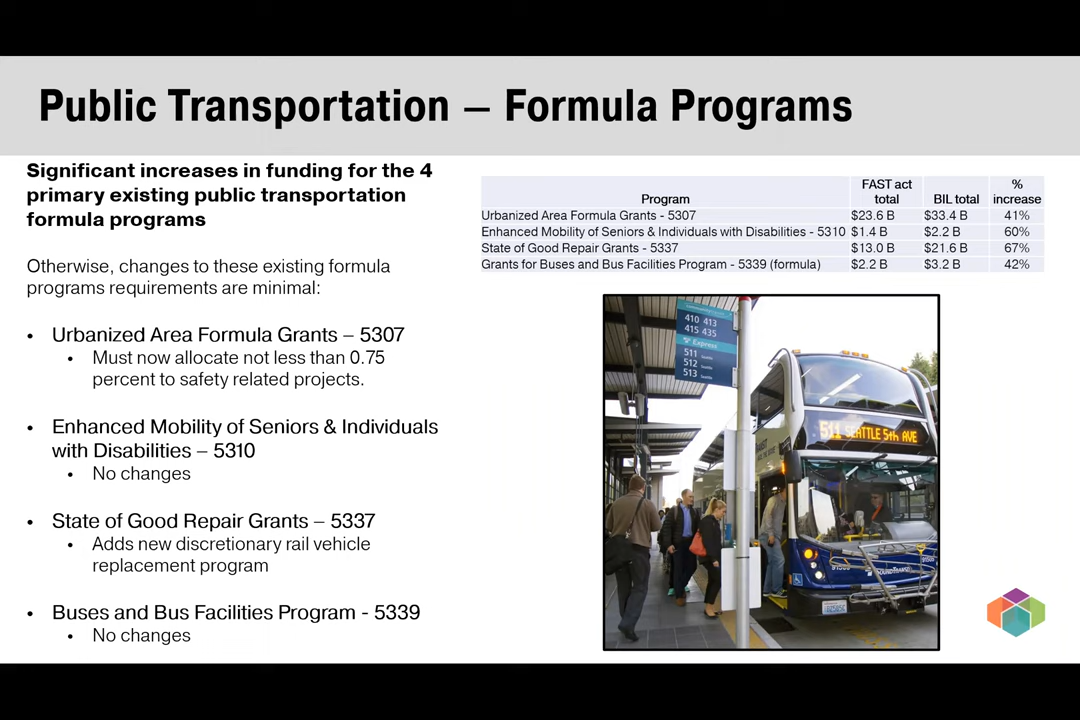 Public Transportation – Formula Programs
Significant increases in funding for the 4
primary existing public transportation
formula programs
Otherwise, changes to these existing formula
programs requirements are minimal:
• Urbanized Area Formula Grants – 5307
• Must now allocate not less than 0.75
percent to safety related projects.
• Enhanced Mobility of Seniors & Individuals
with Disabilities – 5310
• No changes
• State of Good Repair Grants – 5337
• Adds new discretionary rail vehicle
replacement program
• Buses and Bus Facilities Program - 5339
• No changes
Program FAST act total BIL total % increase
Urbanized Area Formula Grants - 5307 $23.6 B $33.4 B 41%
Enhanced Mobility of Seniors & Individuals with Disabilities - 5310 $1.4 B $2.2 B 60%
State of Good Repair Grants - 5337 $13.0 B $21.6 B 67%
Grants for Buses and Bus Facilities Program - 5339 (formula) $2.2 B $3.2 B 42%
410 413
415 435
Express
511 Seattle
512 Seattle
513 Seattle
511 SEATTLE 5th AVE
SOUNDTRANSIT